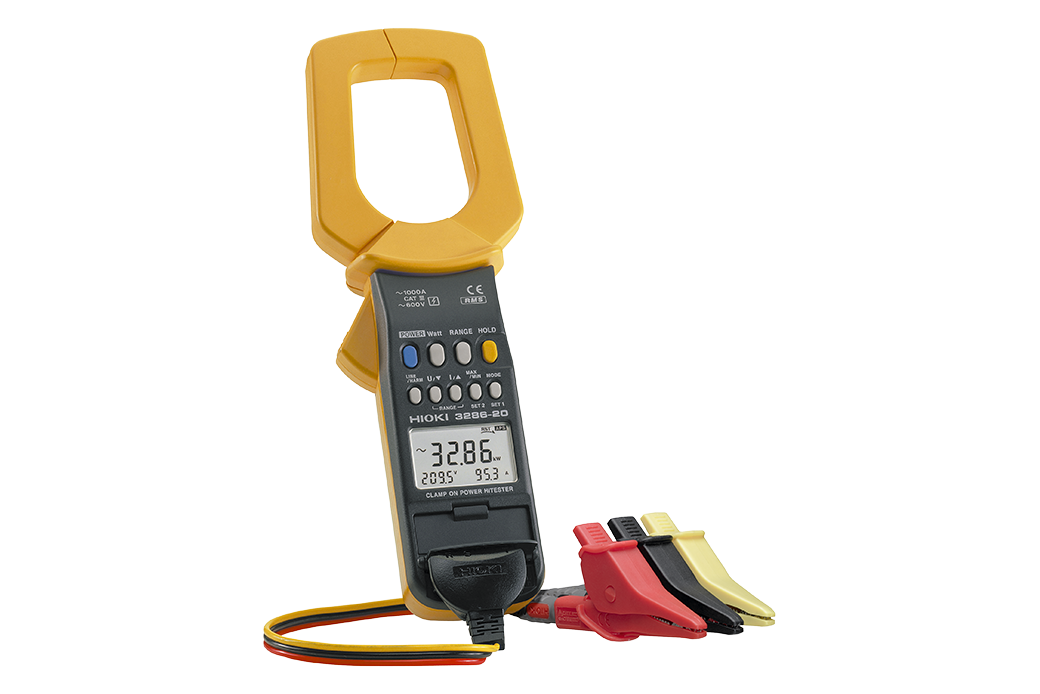 ~1000A
CAT III
~600V
CE
RMS
POWER Watt RANGE HOLD
LINE /HARM U/▼ I/▲ MAX /MIN MODE
RANGE SET 2 SET 1
HIOKI 3286-20
APS
~32.86 kW
209.5 V 95.3 A
CLAMP ON POWER HiTESTER
HIOKI